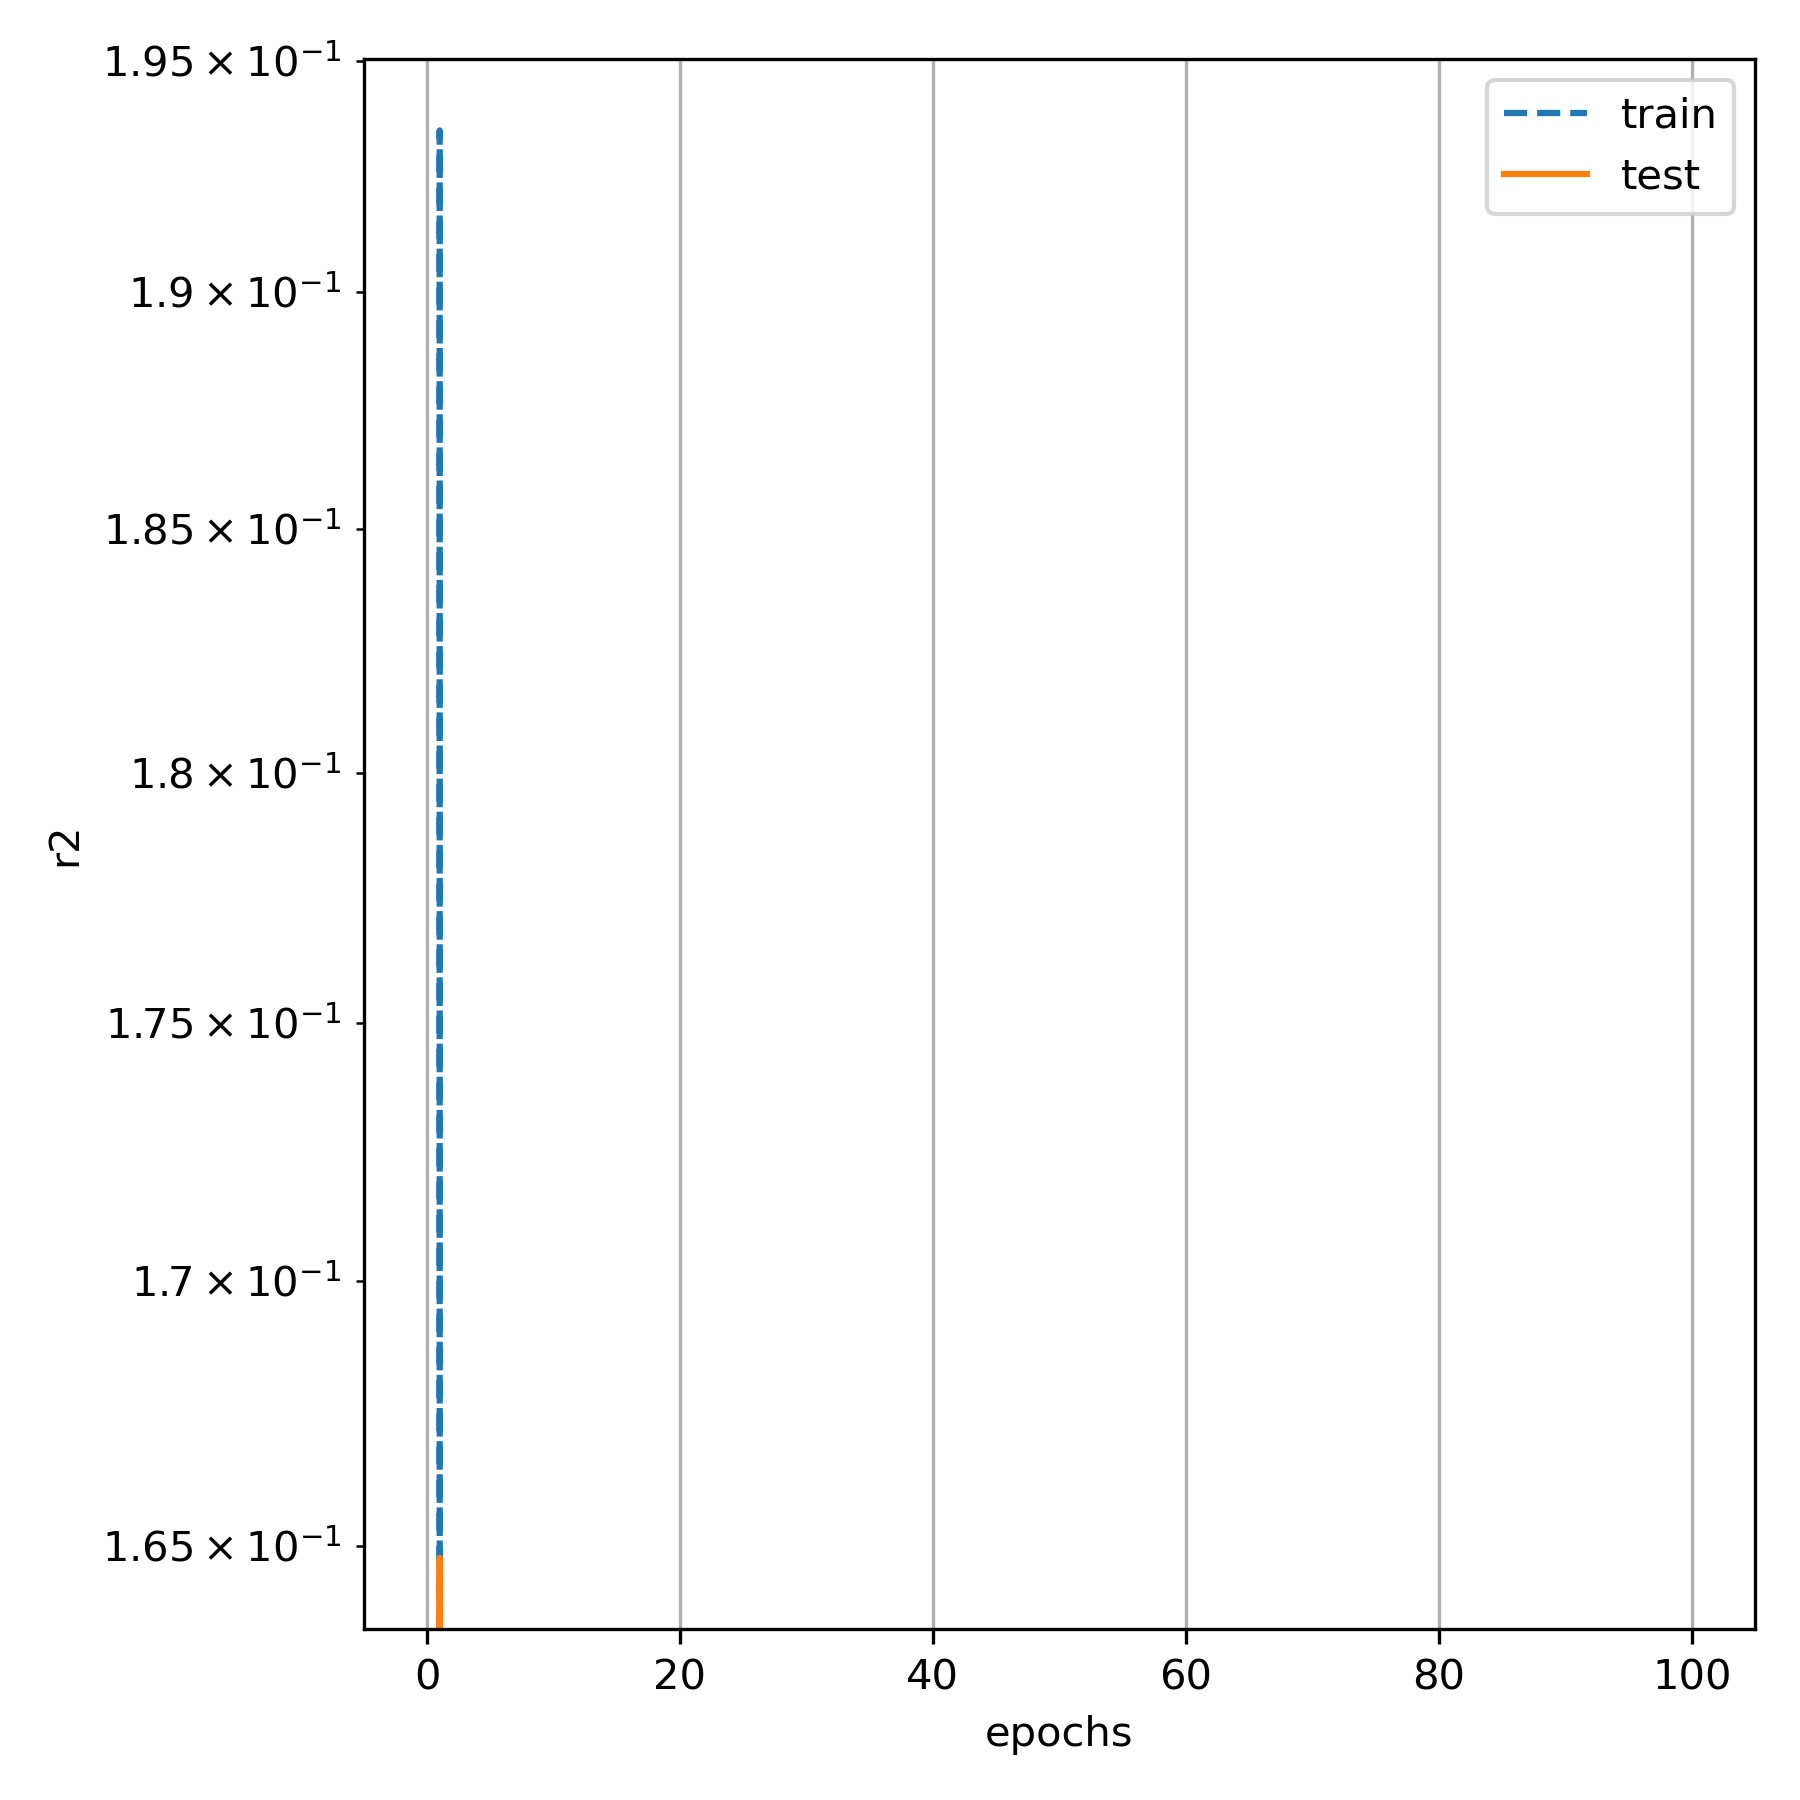 1.95 × 10⁻¹
1.9 × 10⁻¹
1.85 × 10⁻¹
1.8 × 10⁻¹
1.75 × 10⁻¹
1.7 × 10⁻¹
1.65 × 10⁻¹
r2
train
test
0 20 40 60 80 100
epochs